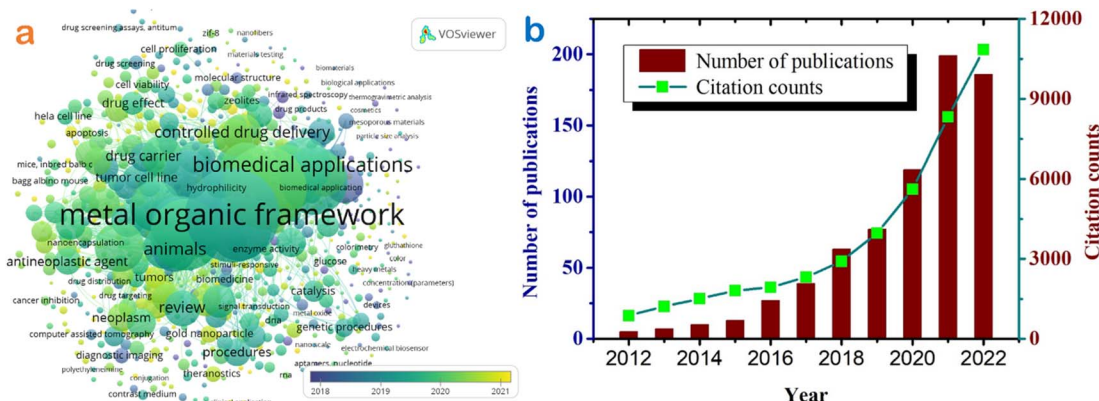 a
VOSviewer
drug screening assays, antitum
zif-8
nanofibers
cell proliferation
materials testing
drug screening
molecular structure
biomaterials
cell viability
biological applications
drug effect
zeolites
infrared spectroscopy
thermogravimetric analysis
drug products
cosmetics
hela cell line
mesoporous materials
apoptosis
controlled drug delivery
particle size analysis
mice, inbred balb c
drug carrier
biomedical applications
bagg albino mouse
tumor cell line
hydrophilicity
biomedical application
metal organic framework
nanoencapsulation
animals
enzyme activity
colorimetry
glutathione
antineoplastic agent
stimuli-responsive
glucose
color
heavy metals
drug distribution
tumors
biomedicine
concentration (parameters)
cancer inhibition
drug targeting
catalysis
devices
neoplasm
review
signal transduction
metal oxide
dna
genetic procedures
computer assisted tomography
gold nanoparticle
electrochemical biosensor
diagnostic imaging
procedures
nanoscale
polyethyleneimine
theranostics
rna
aptamers, nucleotide
conjugation
contrast medium
2018 2019 2020 2021
b
Number of publications
Citation counts
200
150
100
50
0
Number of publications
12000
9000
6000
3000
0
Citation counts
2012 2014 2016 2018 2020 2022
Year